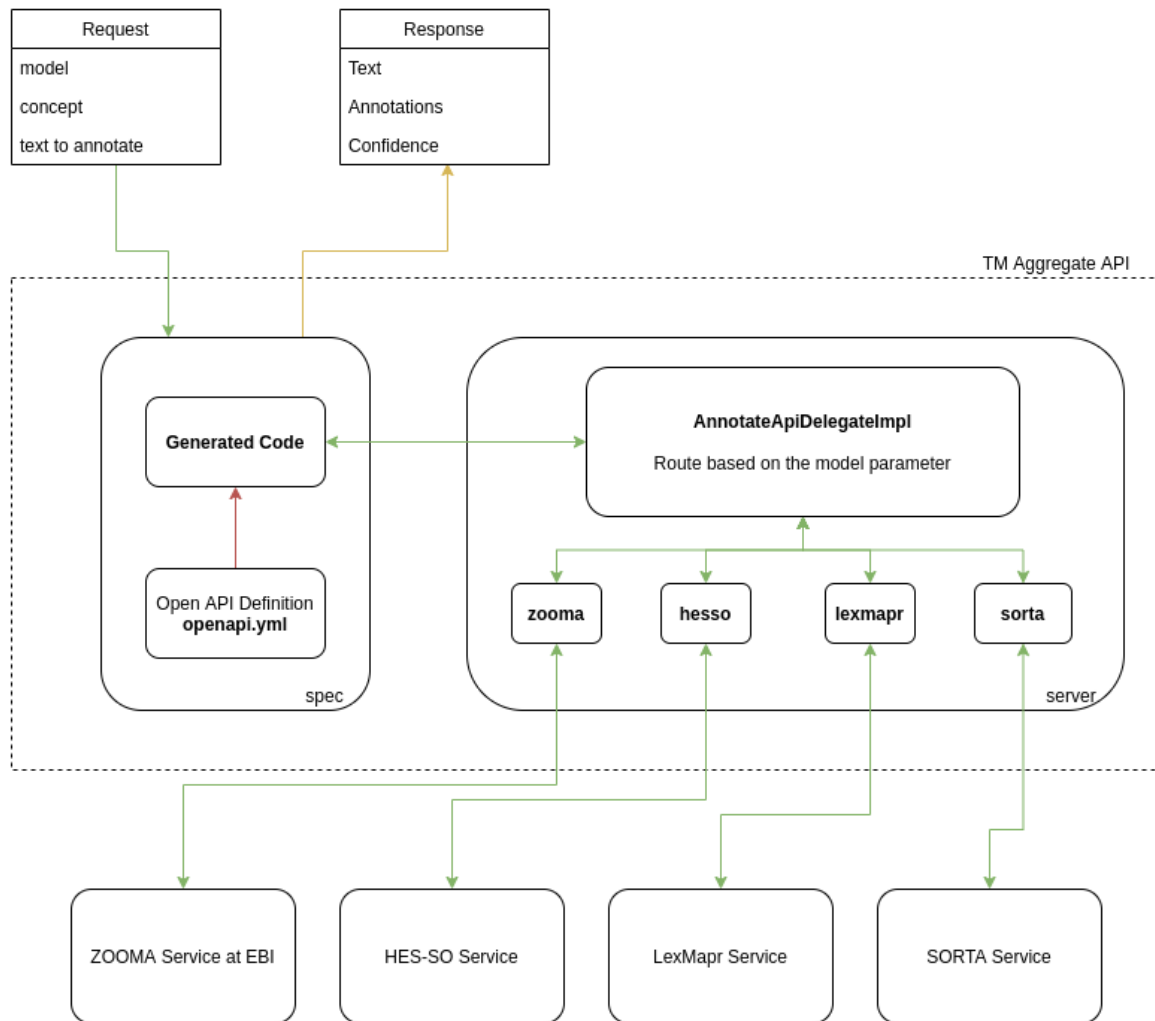 Request
model
concept
text to annotate
Response
Text
Annotations
Confidence
TM Aggregate API
Generated Code
Open API Definition
openapi.yml
spec
AnnotateApiDelegateImpl
Route based on the model parameter
zooma
hesso
lexmapr
sorta
server
ZOOMA Service at EBI
HES-SO Service
LexMapr Service
SORTA Service